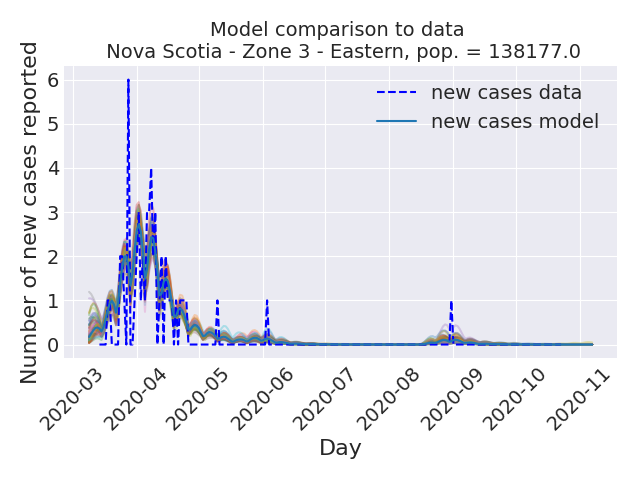 Model comparison to data
Nova Scotia - Zone 3 - Eastern, pop. = 138177.0
Number of new cases reported
6
5
4
3
2
1
0
new cases data
new cases model
2020-03
2020-04
2020-05
2020-06
2020-07
2020-08
2020-09
2020-10
2020-11
Day